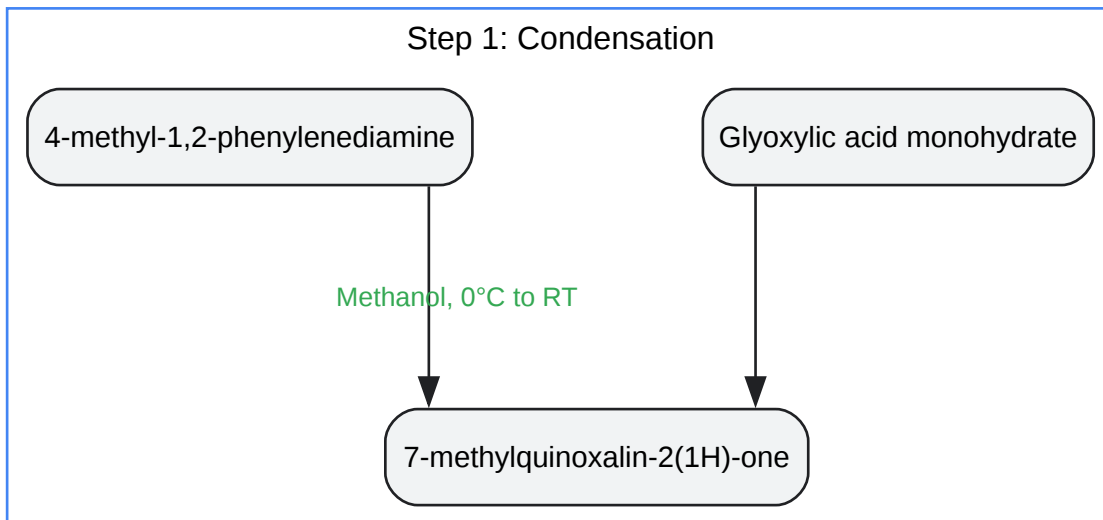 Step 1: Condensation
4-methyl-1,2-phenylenediamine
Glyoxylic acid monohydrate
Methanol, 0°C to RT
7-methylquinoxalin-2(1H)-one